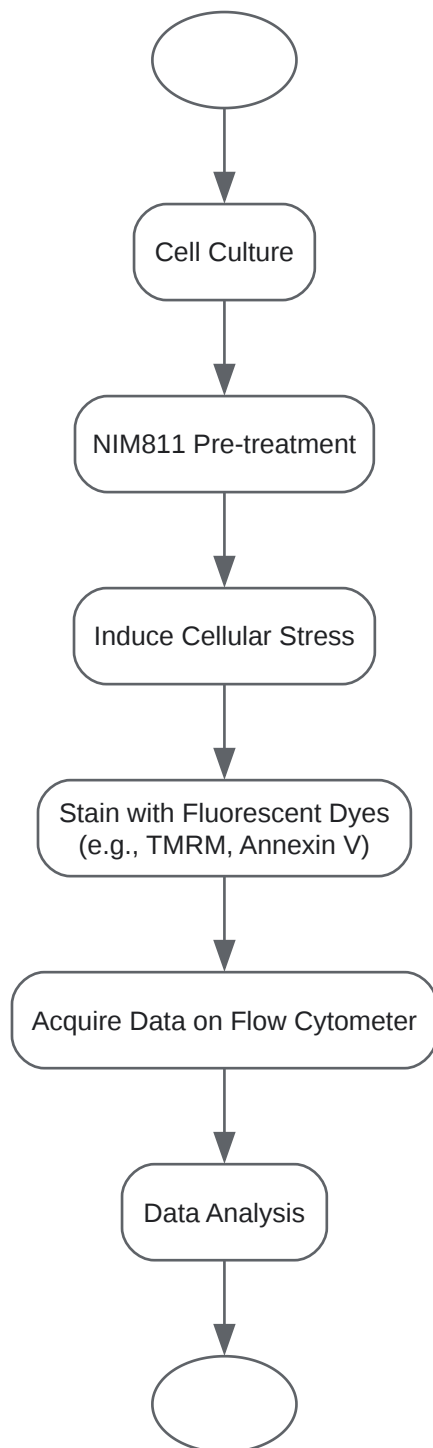 Cell Culture
NIM811 Pre-treatment
Induce Cellular Stress
Stain with Fluorescent Dyes
(e.g., TMRM, Annexin V)
Acquire Data on Flow Cytometer
Data Analysis